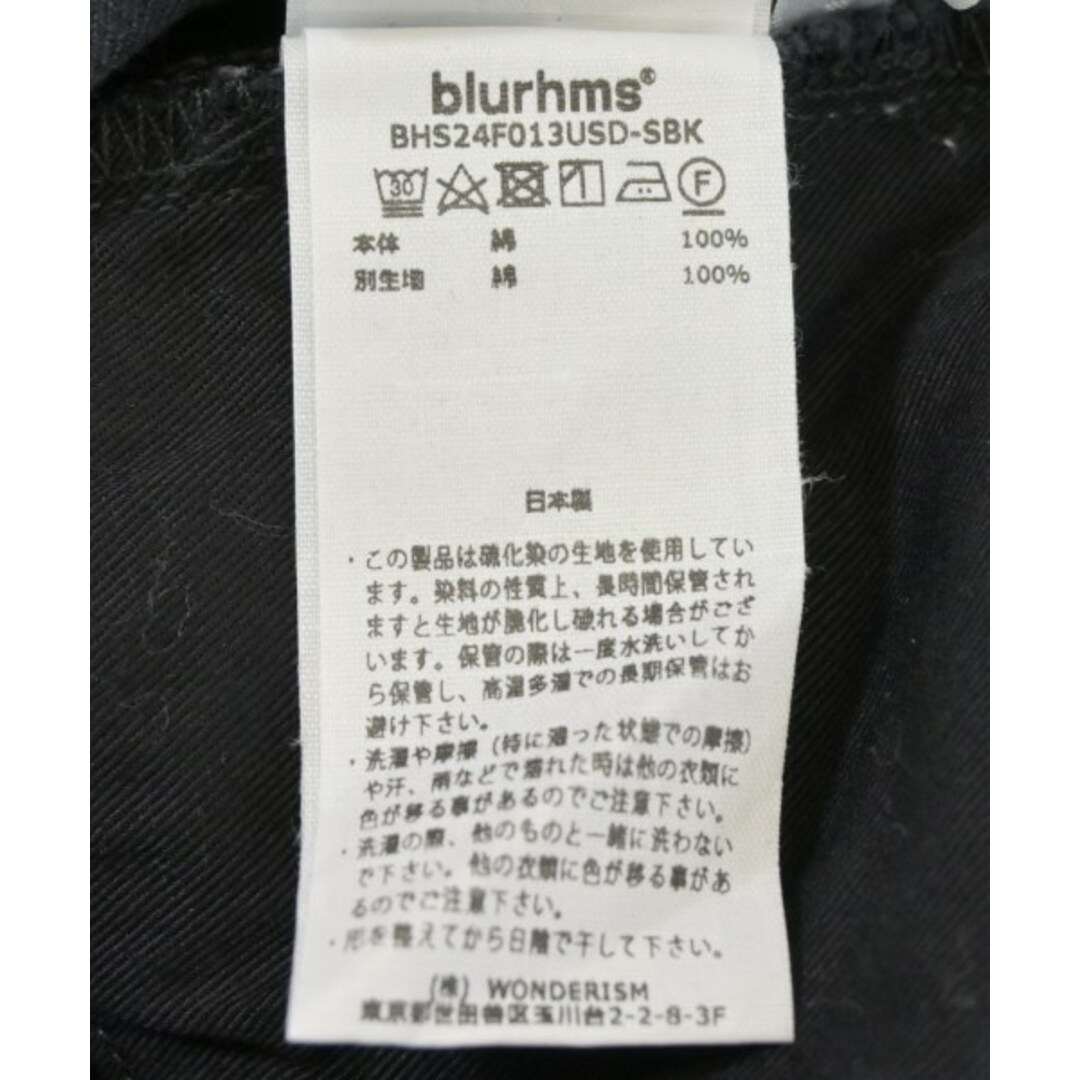 blurhms®
BHS24F013USD-SBK
30 F
本体 綿 100%
別生増 綿 100%
日本製
・この製品は硫化染の生地を使用してい
ます。染料の性質上、長時間保管され
ますと生地が脆化し破れる場合がござ
います。保管の際は一度水洗いしてか
ら保管し、高温多湿での長期保管はお
避け下さい。
・洗濯や摩擦（特に湿った状態での摩擦）
や汗、雨などで濡れた時は他の衣類に
色が移る事があるのでご注意下さい。
・洗濯の際、他のものと一緒に洗わない
で下さい。他の衣類に色が移る事があ
るのでご注意下さい。
・形を整えてから日陰で干して下さい。
(株) WONDERISM
東京都世田谷区玉川台2-2-8-3F